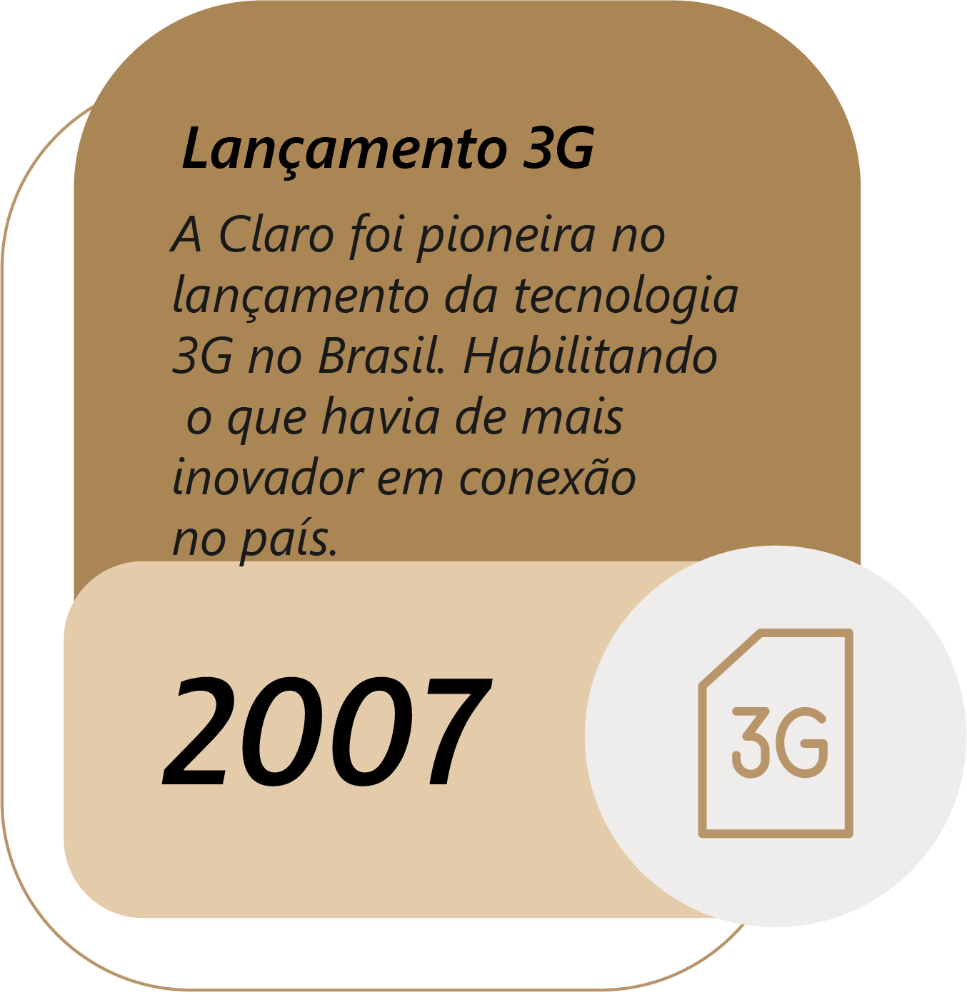 Lançamento 3G
A Claro foi pioneira no
lançamento da tecnologia
3G no Brasil. Habilitando
o que havia de mais
inovador em conexão
no país.
2007
3G